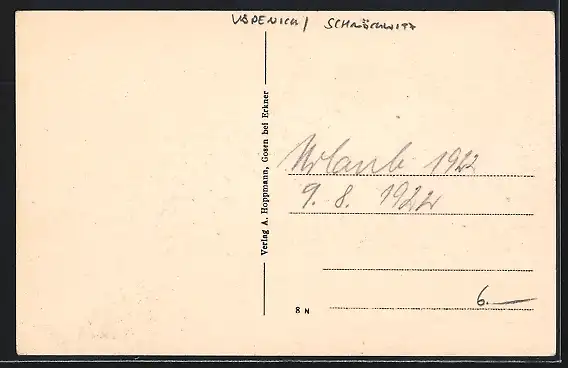 KÖPENICK / SCHMÖCKWITZ
Verlag A. Hoppmann, Gosen bei Erkner
Urlaub 1922
9. 8. 1922
6.—
8 N